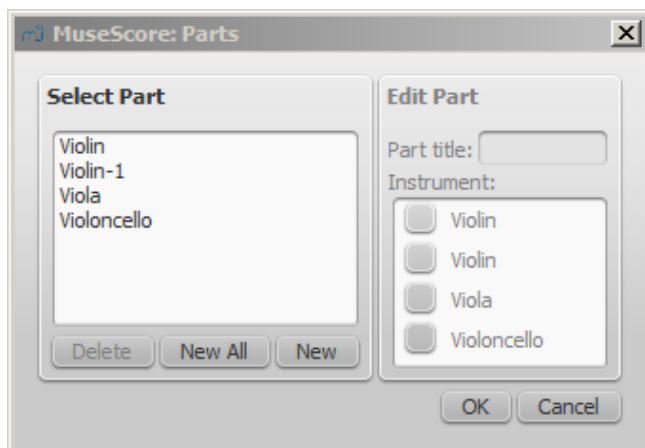 MuseScore: Parts
Select Part
Violin
Violin-1
Viola
Violoncello
Delete
New All
New
Edit Part
Part title:
Instrument:
Violin
Violin
Viola
Violoncello
OK
Cancel